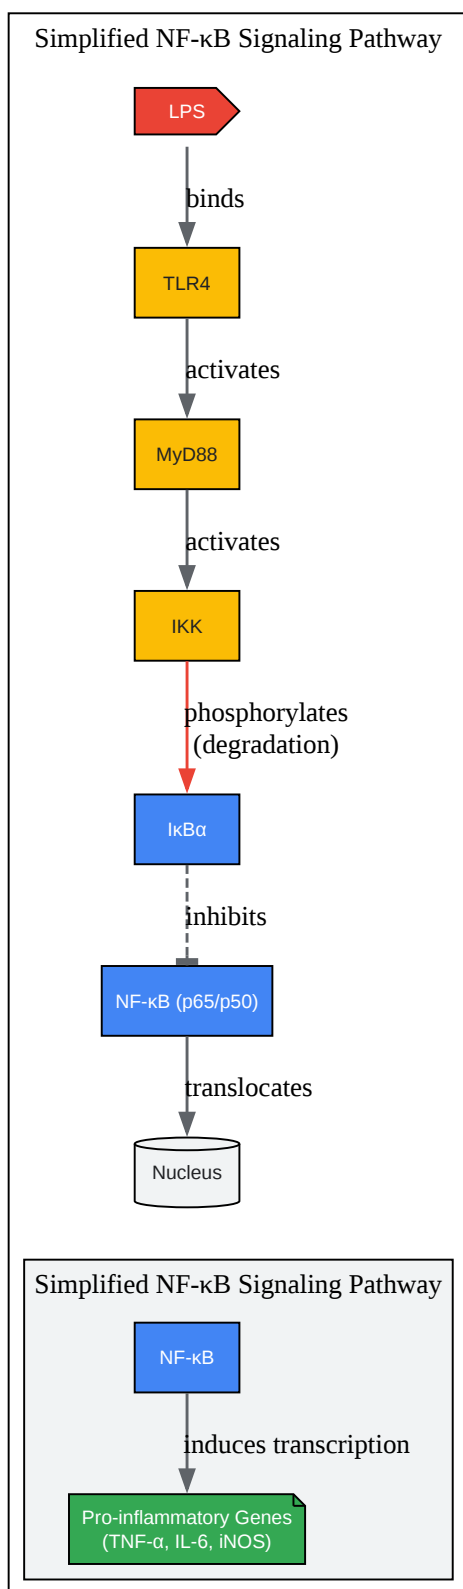 Simplified NF-κB Signaling Pathway
LPS
binds
TLR4
activates
MyD88
activates
IKK
phosphorylates
(degradation)
IκBα
inhibits
NF-κB (p65/p50)
translocates
Nucleus
Simplified NF-κB Signaling Pathway
NF-κB
induces transcription
Pro-inflammatory Genes
(TNF-α, IL-6, iNOS)